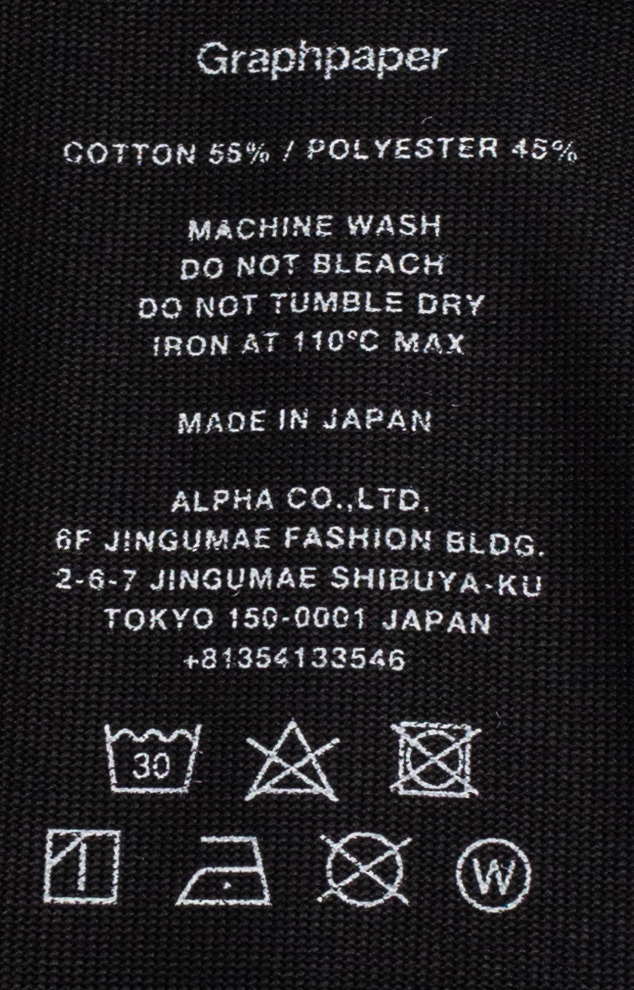 Graphpaper
COTTON 55% / POLYESTER 45%
MACHINE WASH
DO NOT BLEACH
DO NOT TUMBLE DRY
IRON AT 110°C MAX
MADE IN JAPAN
ALPHA CO.,LTD.
6F JINGUMAE FASHION BLDG.
2-6-7 JINGUMAE SHIBUYA-KU
TOKYO 150-0001 JAPAN
+81354133546
30
W